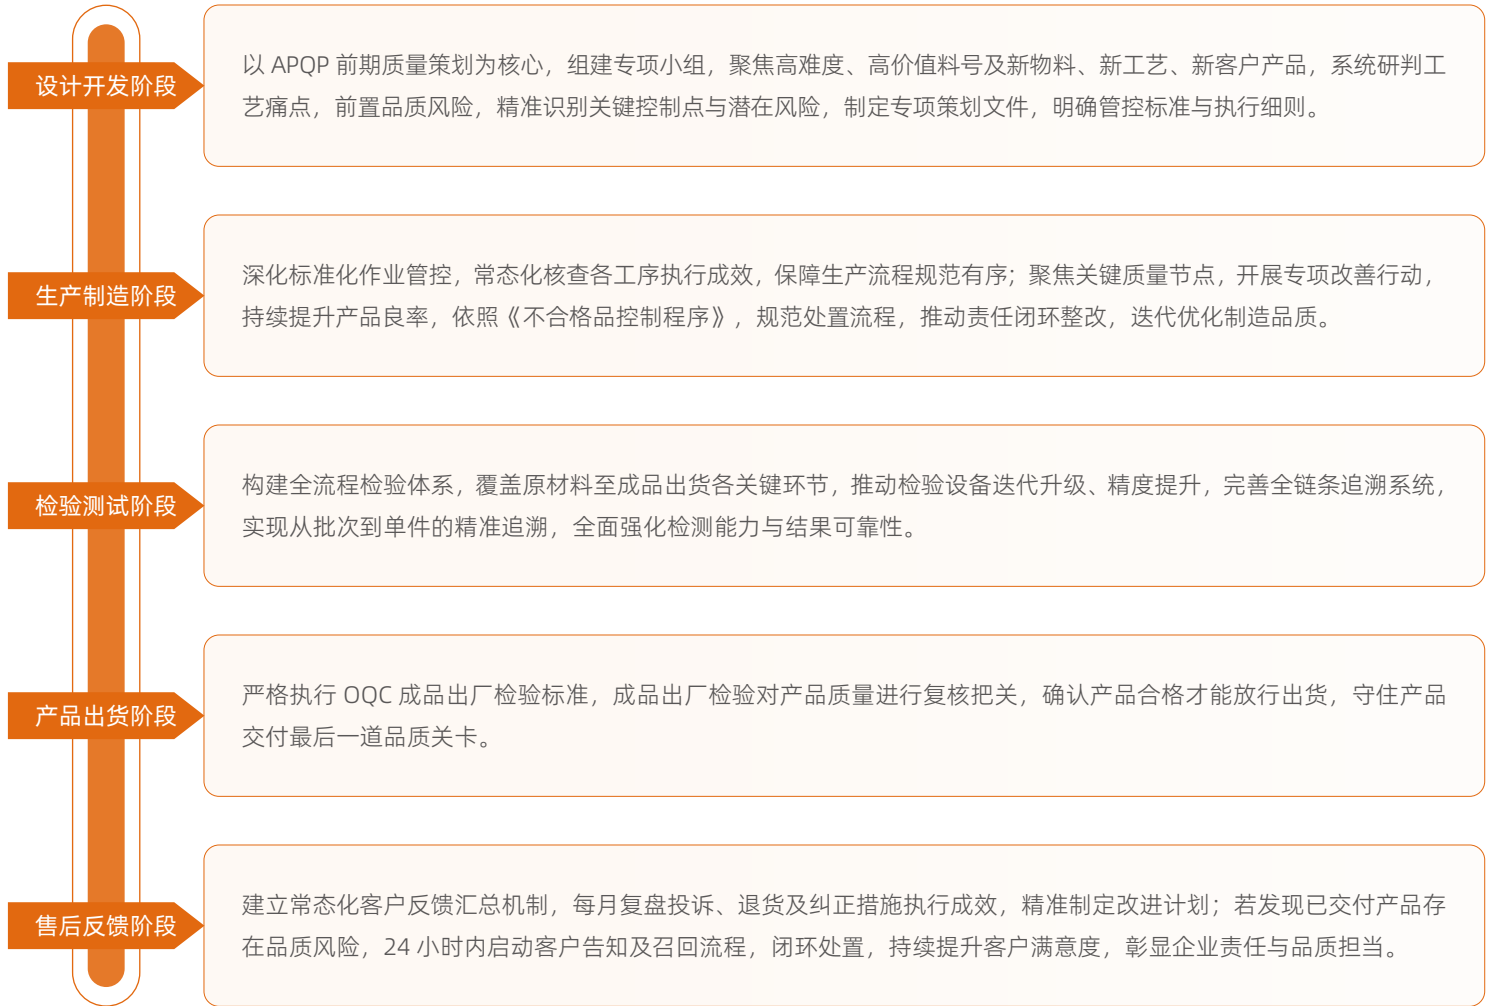 设计开发阶段
以 APQP 前期质量策划为核心，组建专项小组，聚焦高难度、高价值料号及新物料、新工艺、新客户产品，系统研判工
艺痛点，前置品质风险，精准识别关键控制点与潜在风险，制定专项策划文件，明确管控标准与执行细则。
生产制造阶段
深化标准化作业管控，常态化核查各工序执行成效，保障生产流程规范有序；聚焦关键质量节点，开展专项改善行动，
持续提升产品良率，依照《不合格品控制程序》，规范处置流程，推动责任闭环整改，迭代优化制造品质。
检验测试阶段
构建全流程检验体系，覆盖原材料至成品出货各关键环节，推动检验设备迭代升级、精度提升，完善全链条追溯系统，
实现从批次到单件的精准追溯，全面强化检测能力与结果可靠性。
产品出货阶段
严格执行 OQC 成品出厂检验标准，成品出厂检验对产品质量进行复核把关，确认产品合格才能放行出货，守住产品
交付最后一道品质关卡。
售后反馈阶段
建立常态化客户反馈汇总机制，每月复盘投诉、退货及纠正措施执行成效，精准制定改进计划；若发现已交付产品存
在品质风险，24 小时内启动客户告知及召回流程，闭环处置，持续提升客户满意度，彰显企业责任与品质担当。